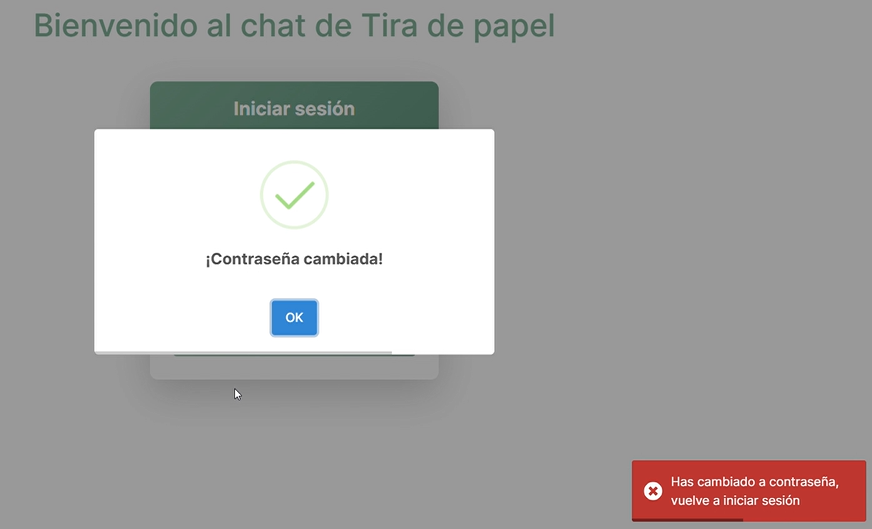 Bienvenido al chat de Tira de papel
Iniciar sesión
¡Contraseña cambiada!
OK
Has cambiado a contraseña,
vuelve a iniciar sesión